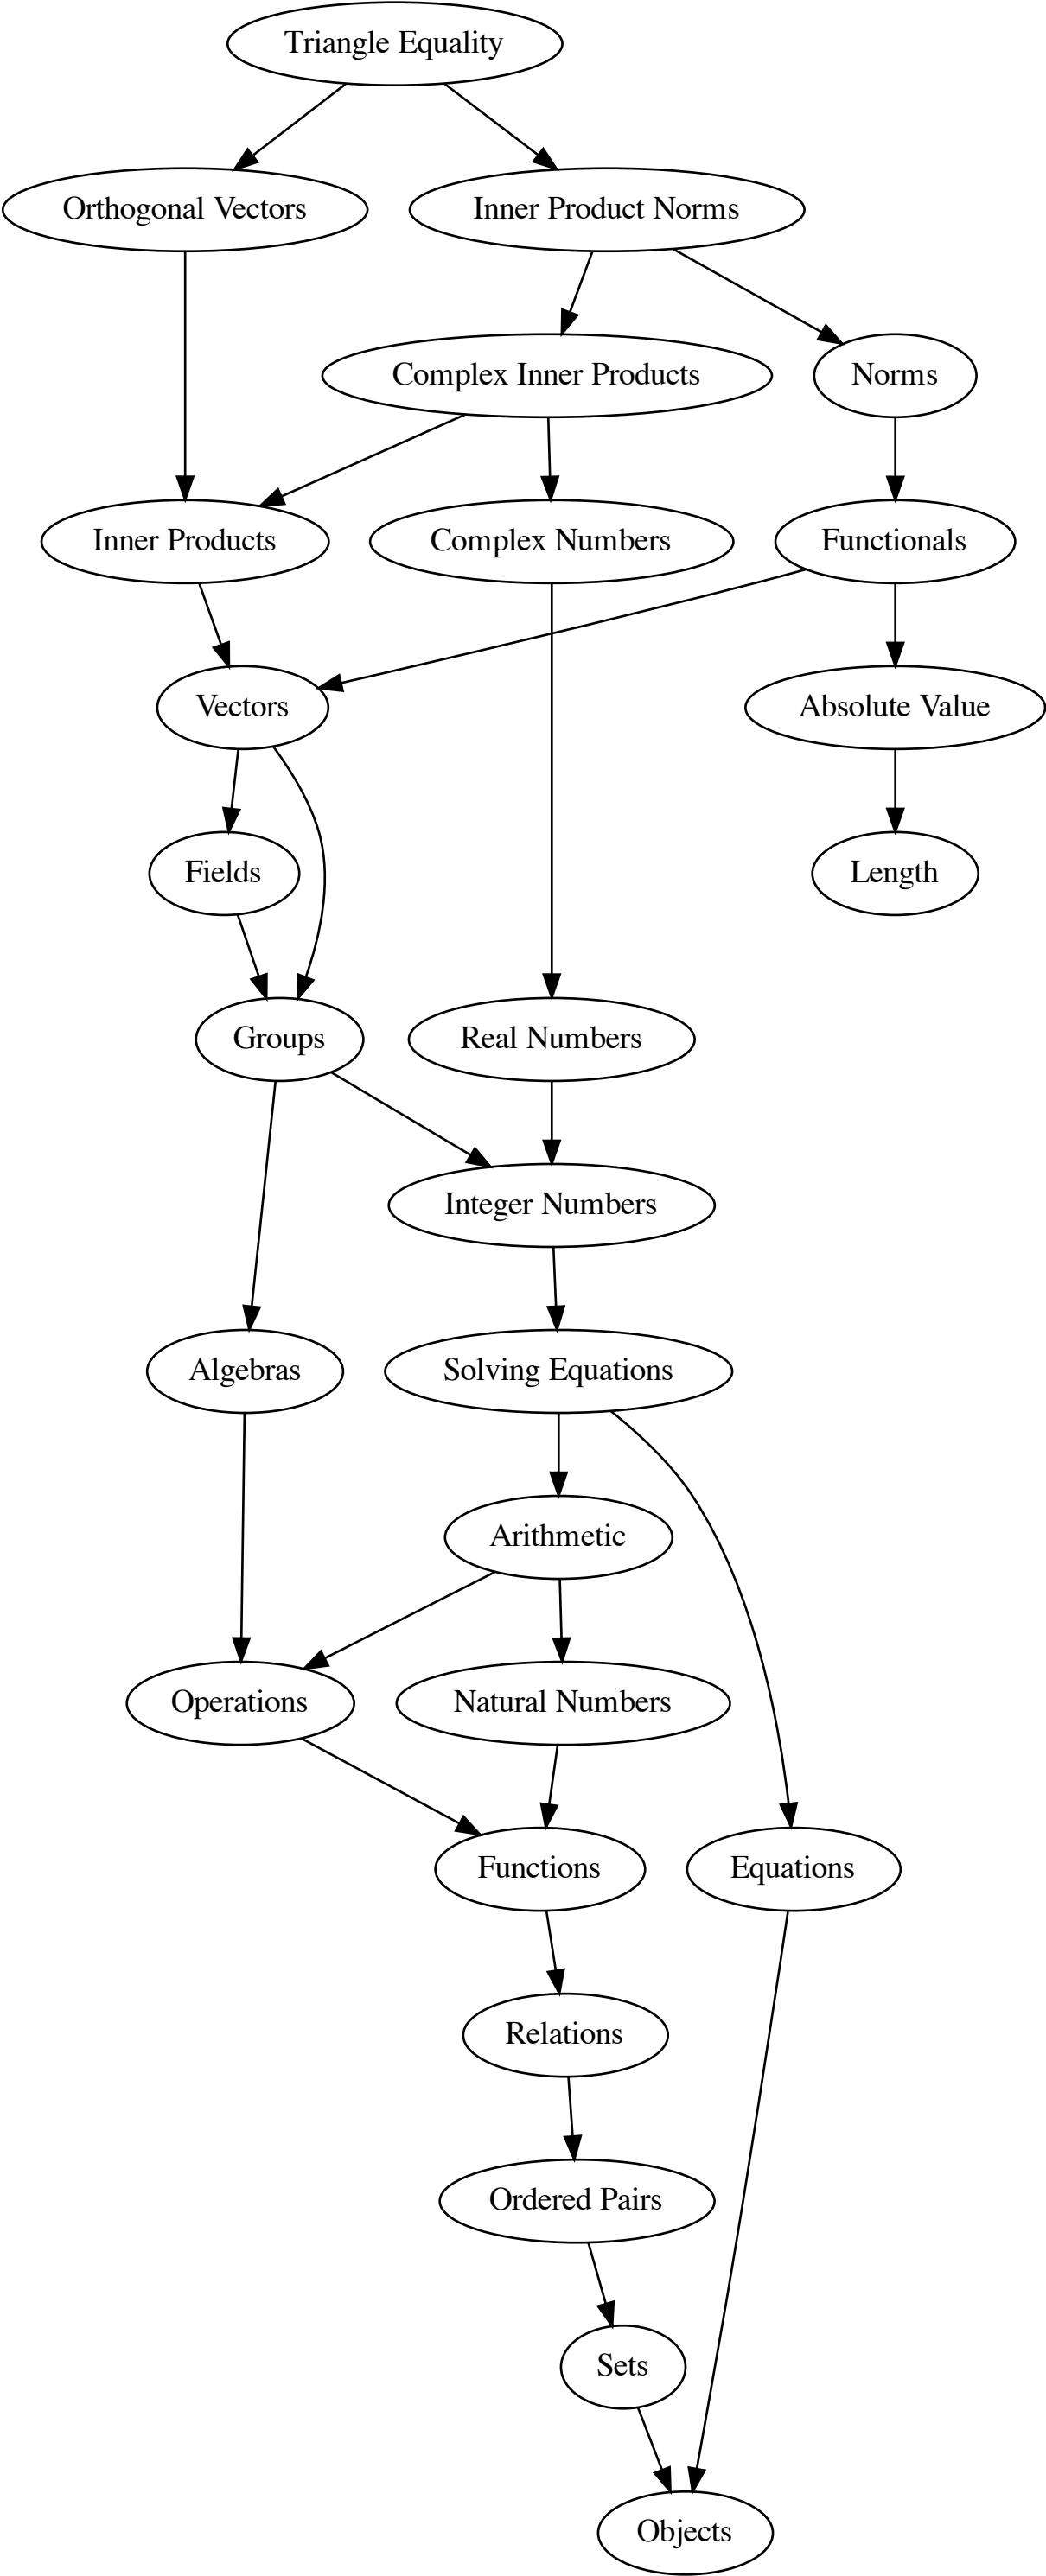 Triangle Equality
Orthogonal Vectors
Inner Product Norms
Complex Inner Products
Norms
Inner Products
Complex Numbers
Functionals
Vectors
Absolute Value
Fields
Length
Groups
Real Numbers
Integer Numbers
Algebras
Solving Equations
Arithmetic
Operations
Natural Numbers
Functions
Equations
Relations
Ordered Pairs
Sets
Objects